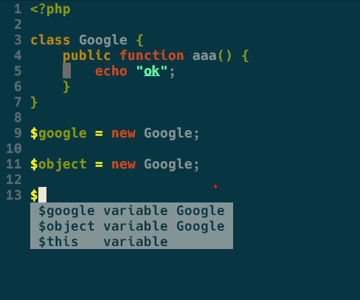 1 <?php
2
3 class Google {
4     public function aaa() {
5         echo "ok";
6     }
7 }
8
9 $google = new Google;
10
11 $object = new Google;
12
13 $
$google variable Google
$object variable Google
$this   variable